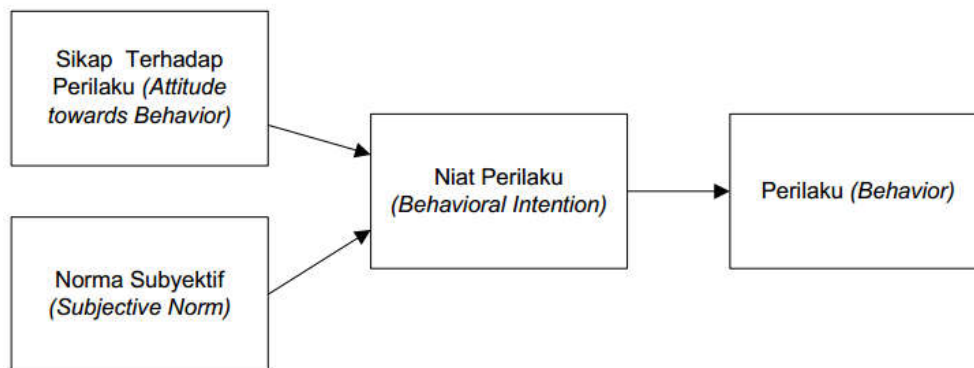 Sikap Terhadap
Perilaku (Attitude
towards Behavior)
Norma Subyektif
(Subjective Norm)
Niat Perilaku
(Behavioral Intention)
Perilaku (Behavior)